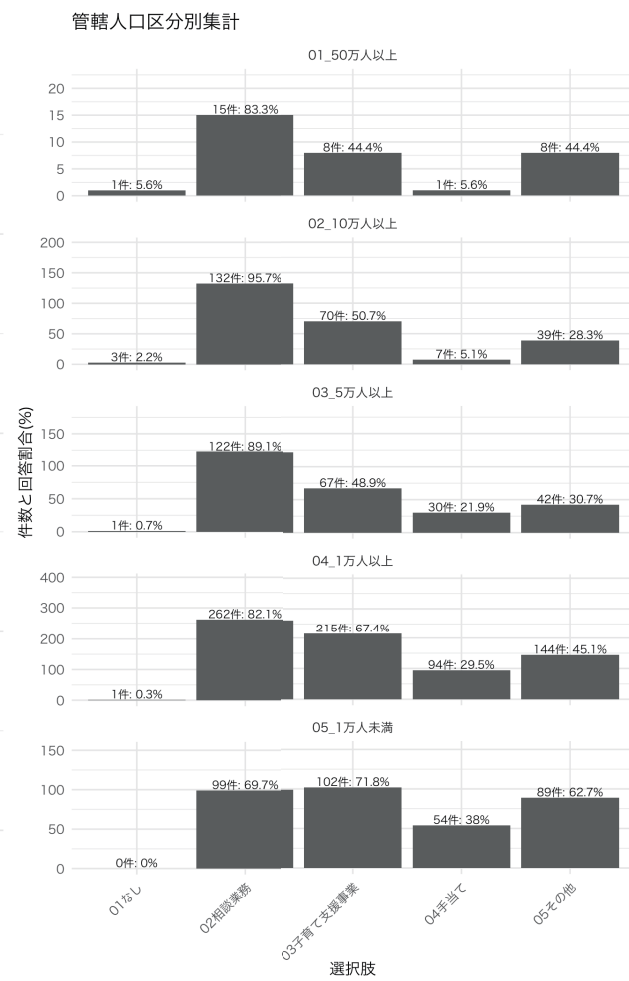 管轄人口区分別集計
01_50万人以上
20
15
10
5
0
1件: 5.6%
15件: 83.3%
8件: 44.4%
1件: 5.6%
8件: 44.4%
02_10万人以上
200
150
100
50
0
3件: 2.2%
132件: 95.7%
70件: 50.7%
7件: 5.1%
39件: 28.3%
03_5万人以上
150
100
50
0
1件: 0.7%
122件: 89.1%
67件: 48.9%
30件: 21.9%
42件: 30.7%
04_1万人以上
400
300
200
100
0
1件: 0.3%
262件: 82.1%
215件: 67.4%
94件: 29.5%
144件: 45.1%
05_1万人未満
150
100
50
0
0件: 0%
99件: 69.7%
102件: 71.8%
54件: 38%
89件: 62.7%
件数と回答割合(%)
01なし
02相談業務
03子育て支援事業
04手当て
05その他
選択肢